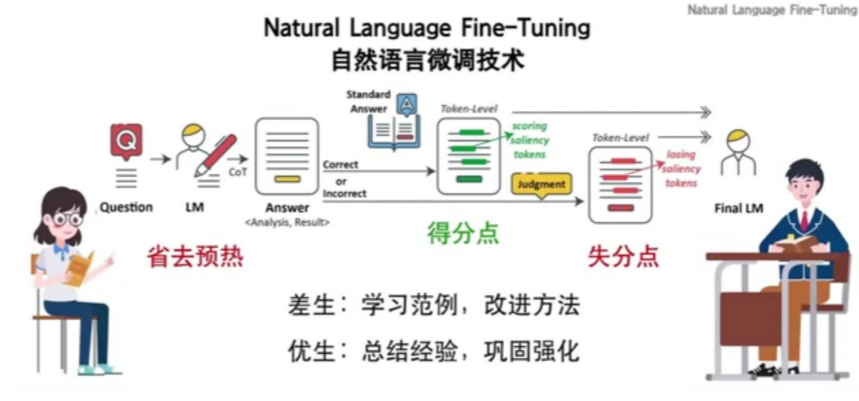 Natural Language Fine-Tuning
Natural Language Fine-Tuning
自然语言微调技术
Standard
Answer
A
Token-Level
scoring
saliency
tokens
Token-Level
losing
saliency
tokens
Q
CoT
Correct
or
Incorrect
Judgment
Question
LM
Answer
<Analysis, Result>
Final LM
省去预热
得分点
失分点
差生：学习范例，改进方法
优生：总结经验，巩固强化